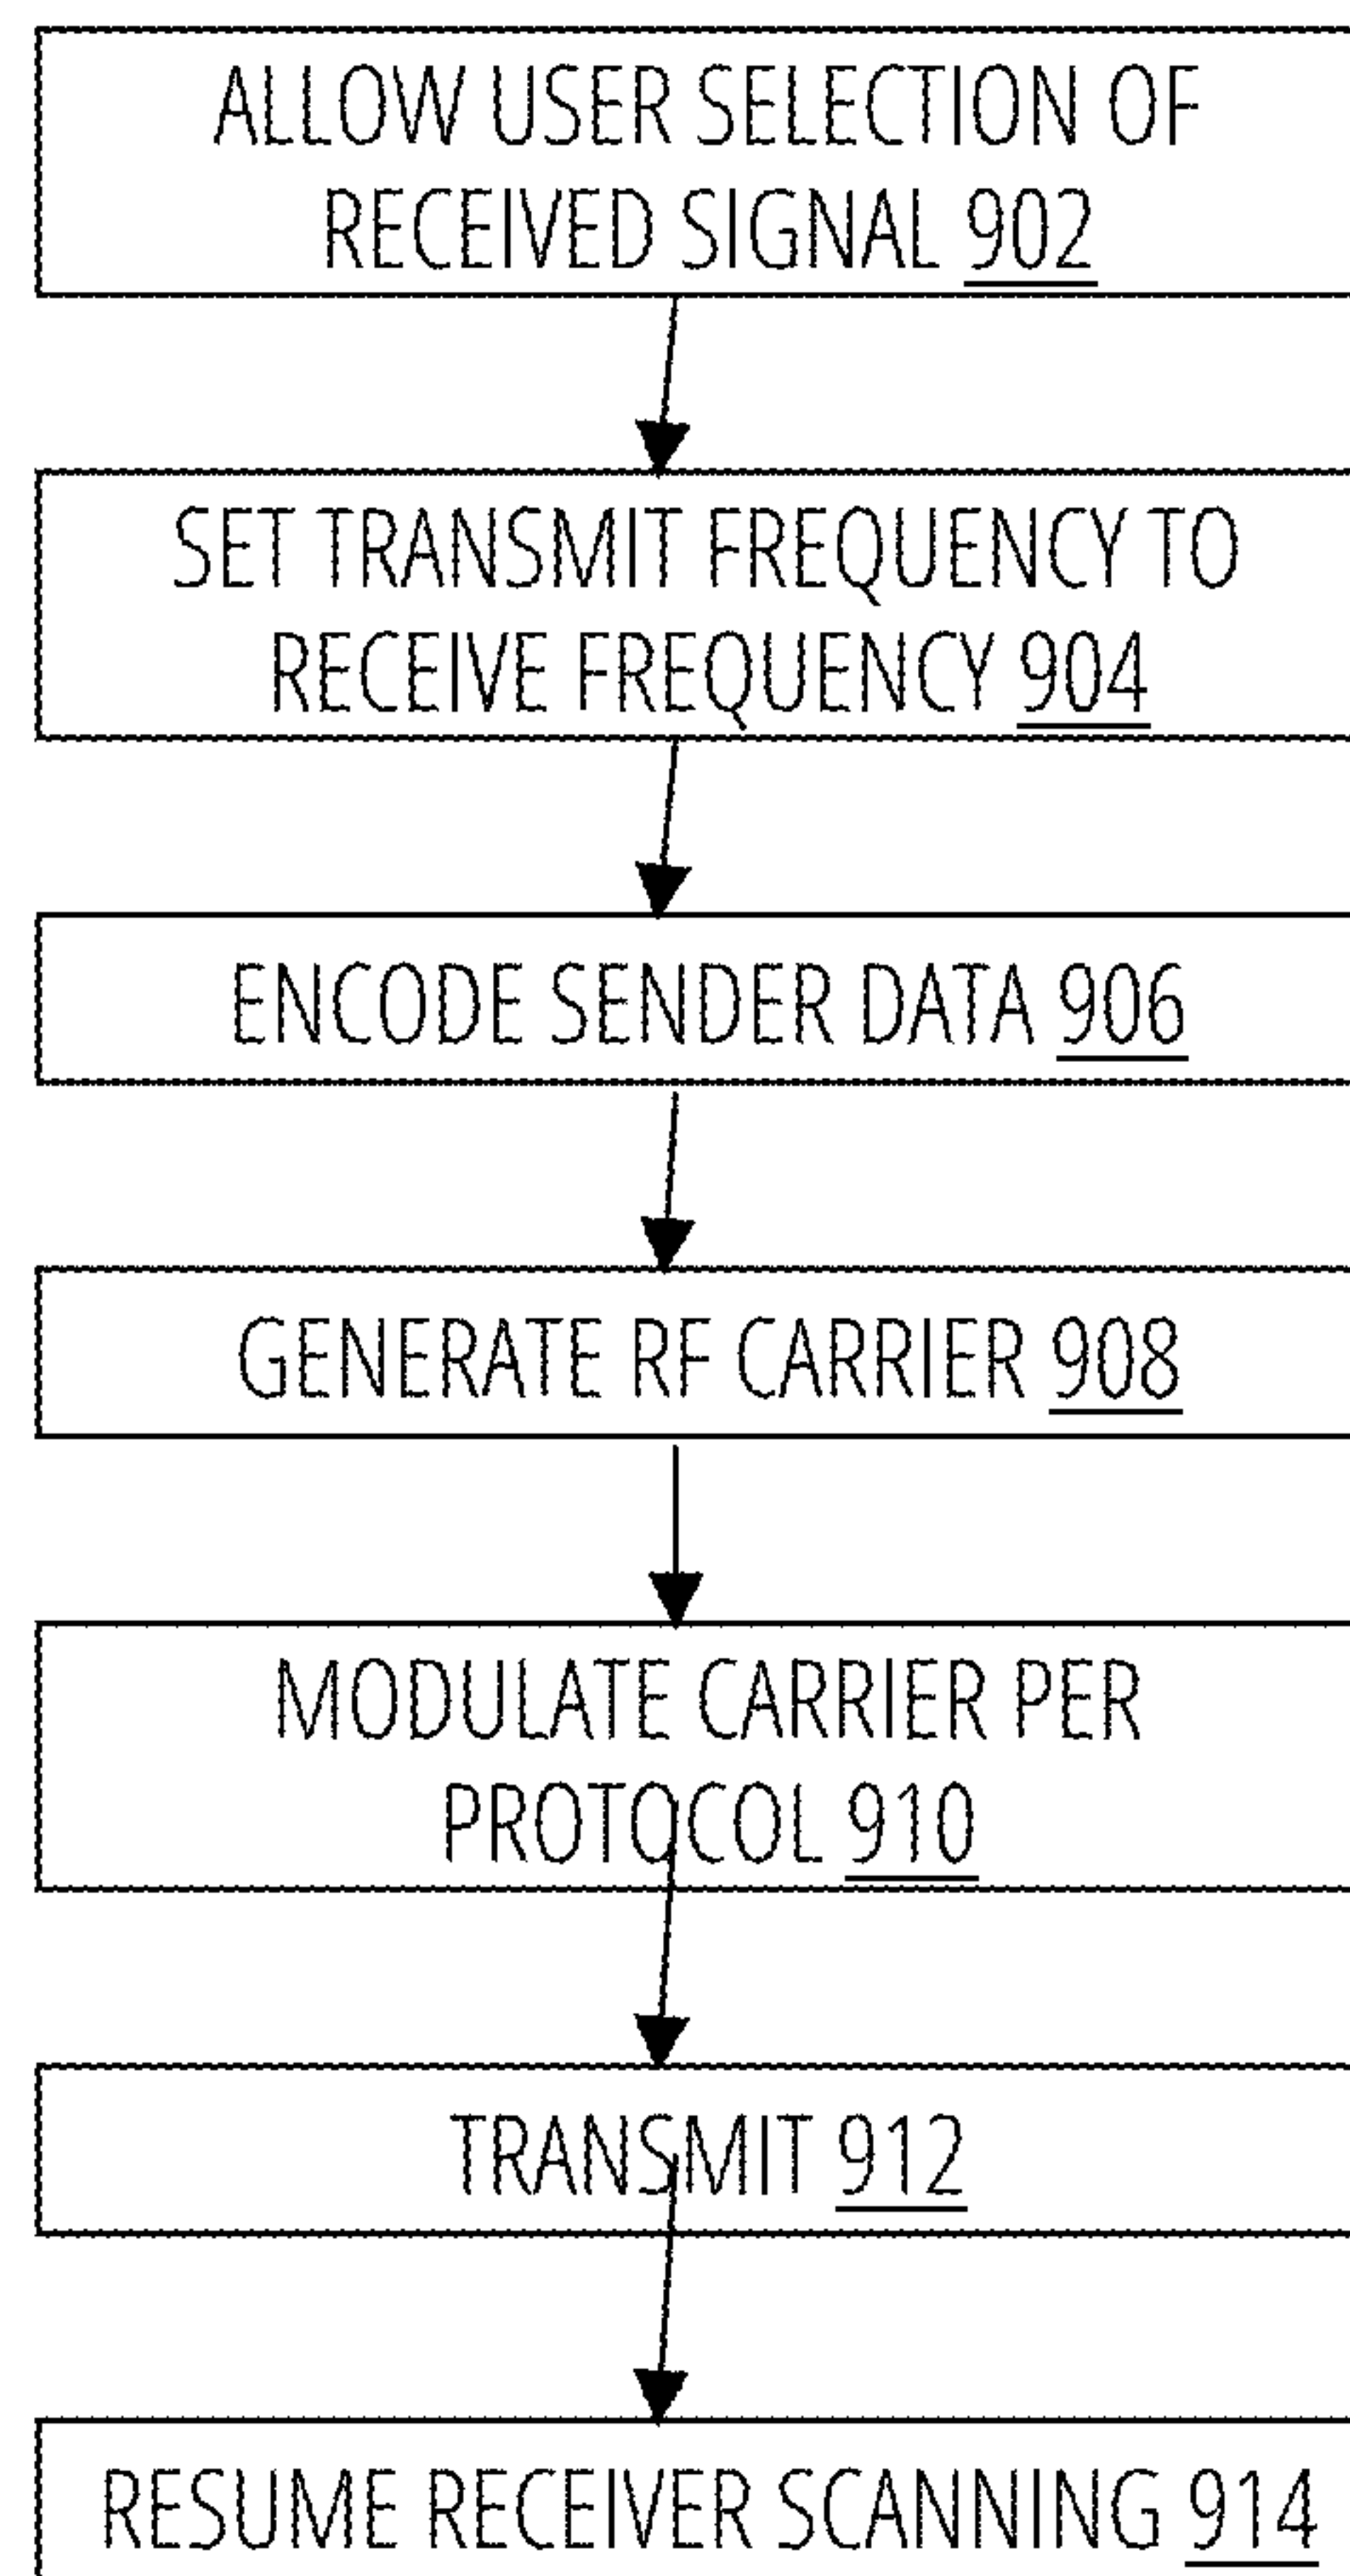 ALLOW USER SELECTION OF
RECEIVED SIGNAL 902
SET TRANSMIT FREQUENCY TO
RECEIVE FREQUENCY 904
ENCODE SENDER DATA 906
GENERATE RF CARRIER 908
MODULATE CARRIER PER
PROTOCOL 910
TRANSMIT 912
RESUME RECEIVER SCANNING 914